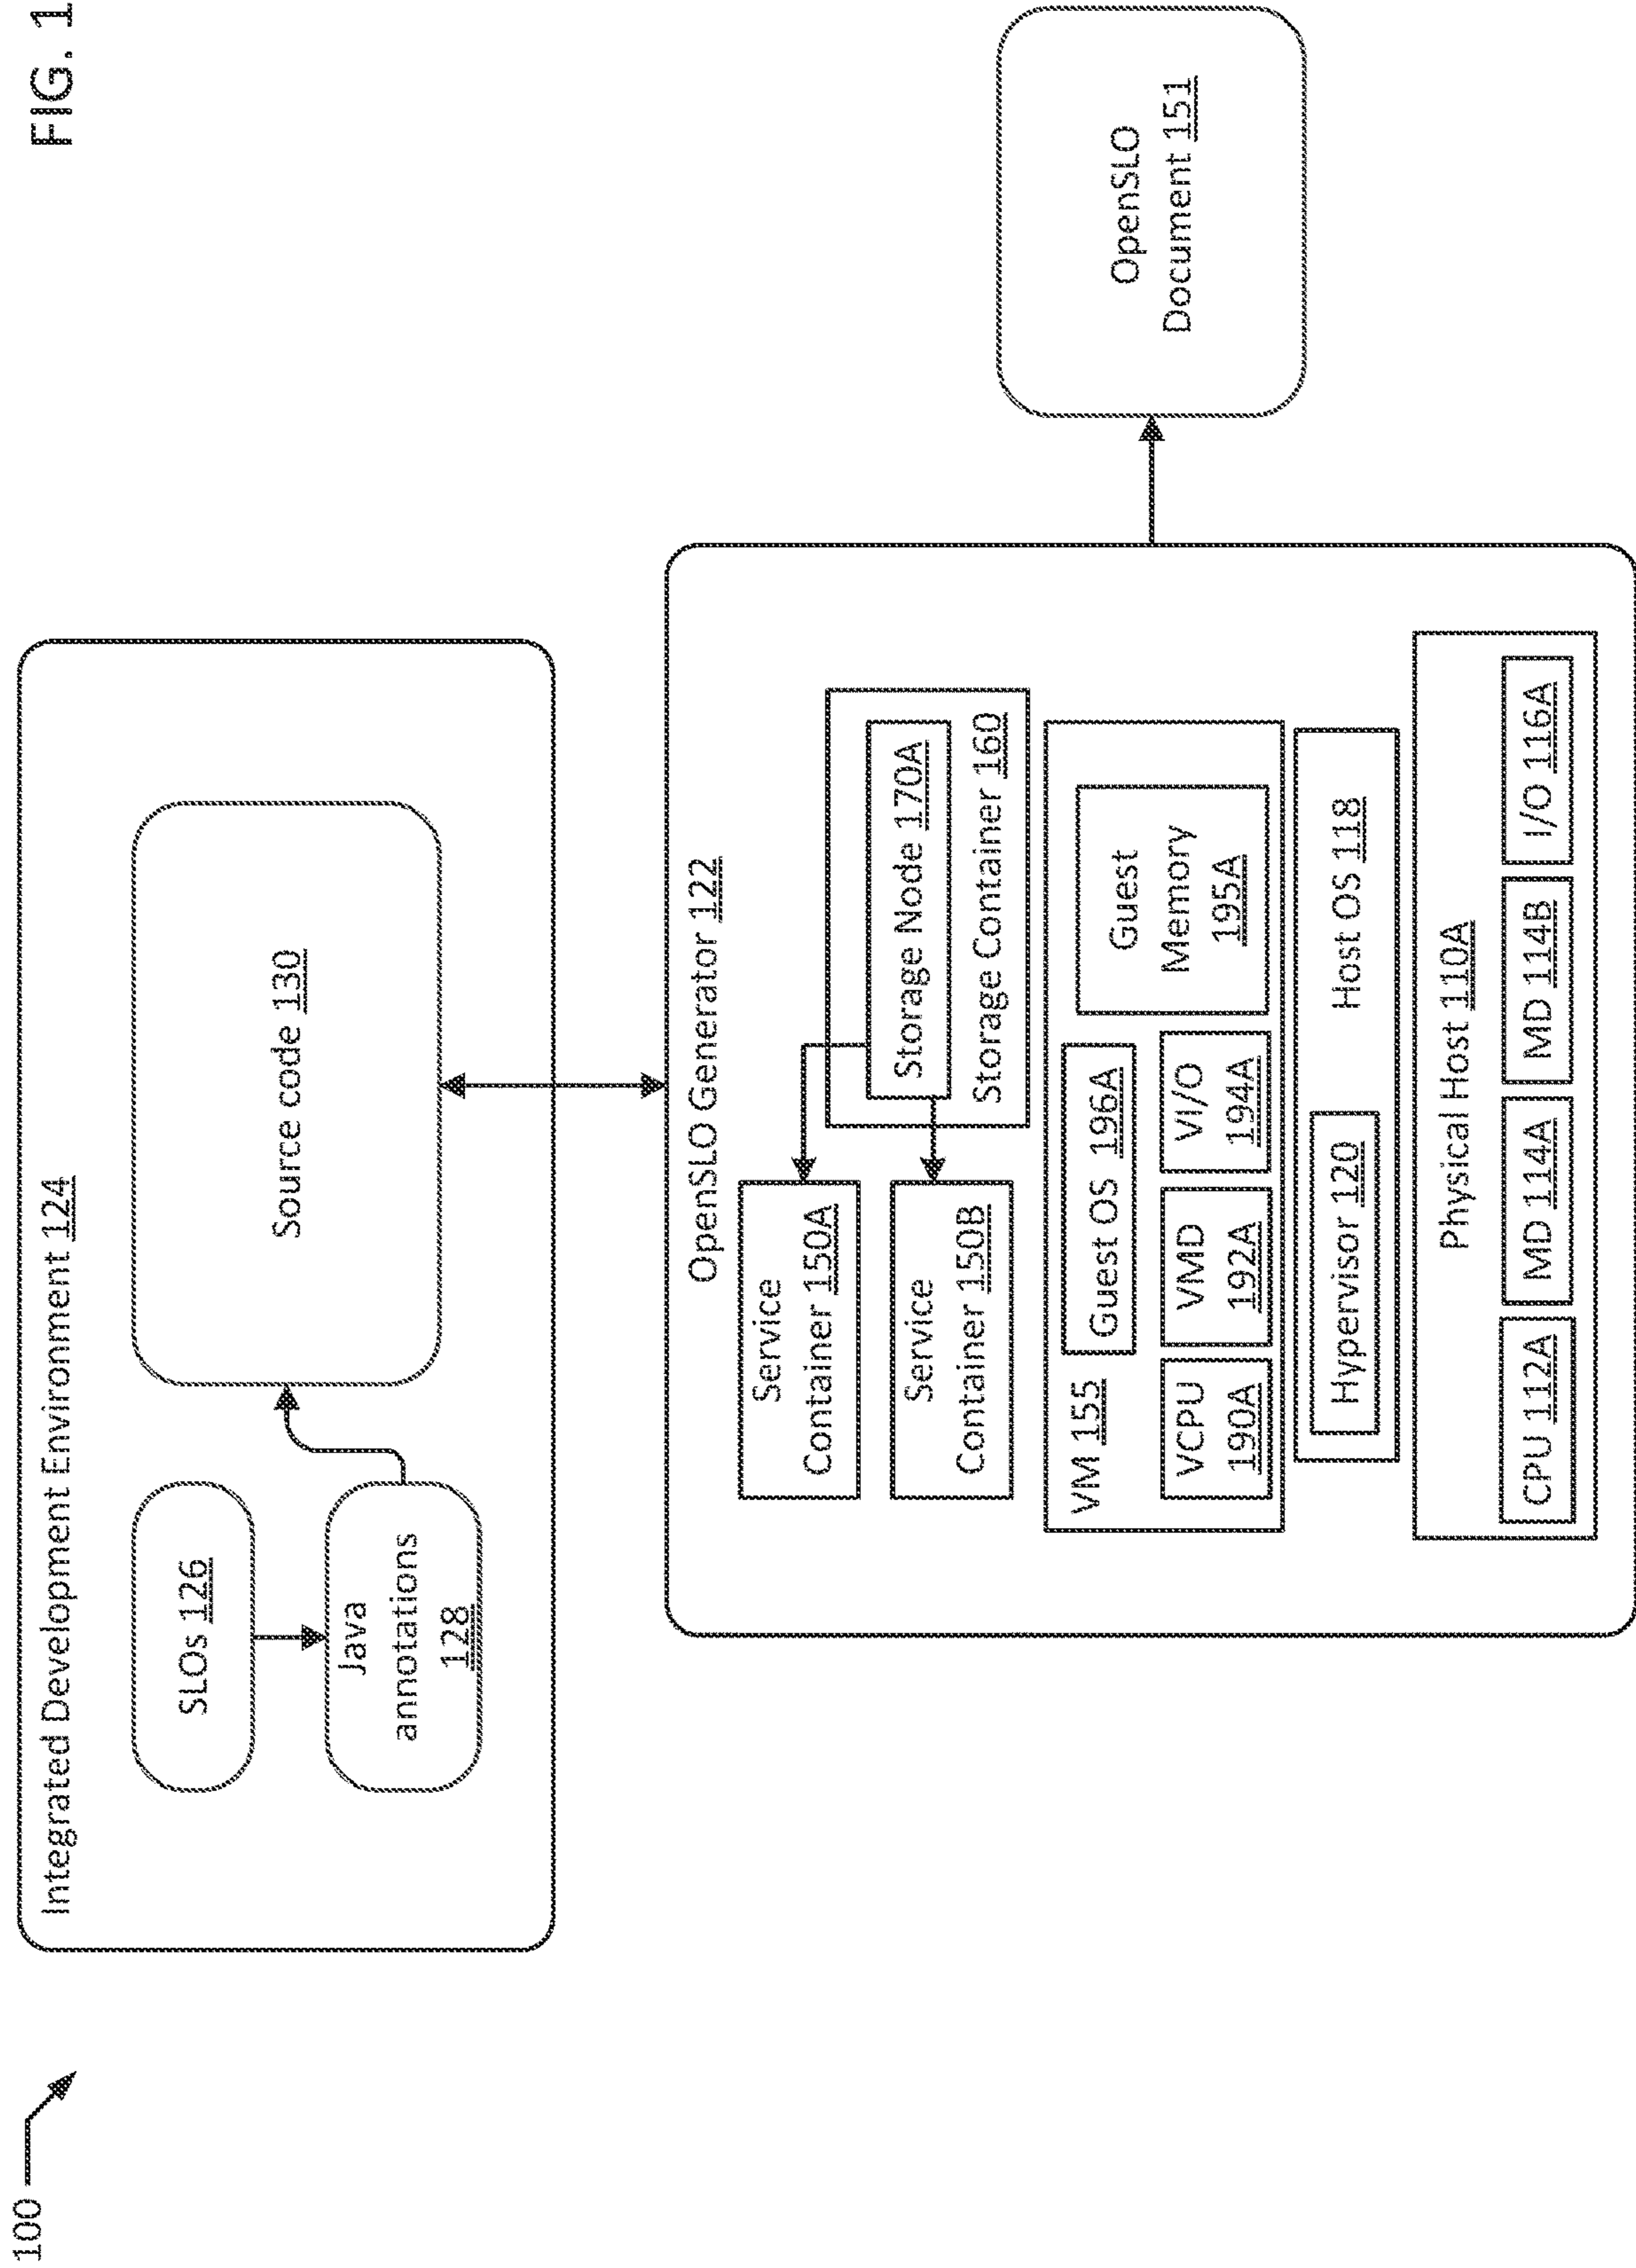 FIG. 1
100
Integrated Development Environment 124
SLOs 126
Java
annotations
128
Source code 130
OpenSLO Generator 122
Service
Container 150A
Service
Container 150B
Storage Node 170A
Storage Container 160
VM 155
Guest OS 196A
VCPU
190A
VMD
192A
VI/O
194A
Guest
Memory
195A
Hypervisor 120
Host OS 118
Physical Host 110A
CPU 112A
MD 114A
MD 114B
I/O 116A
OpenSLO
Document 151